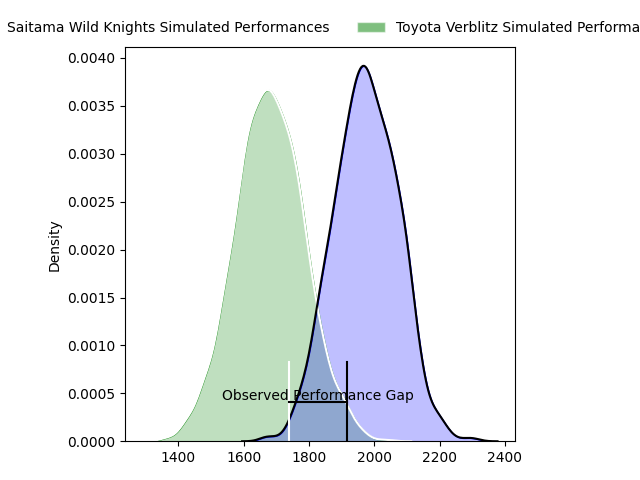 Saitama Wild Knights Simulated Performances
Toyota Verblitz Simulated Performa
0.0040
0.0035
0.0030
0.0025
0.0020
0.0015
0.0010
0.0005
0.0000
Density
Observed Performance Gap
1400 1600 1800 2000 2200 2400